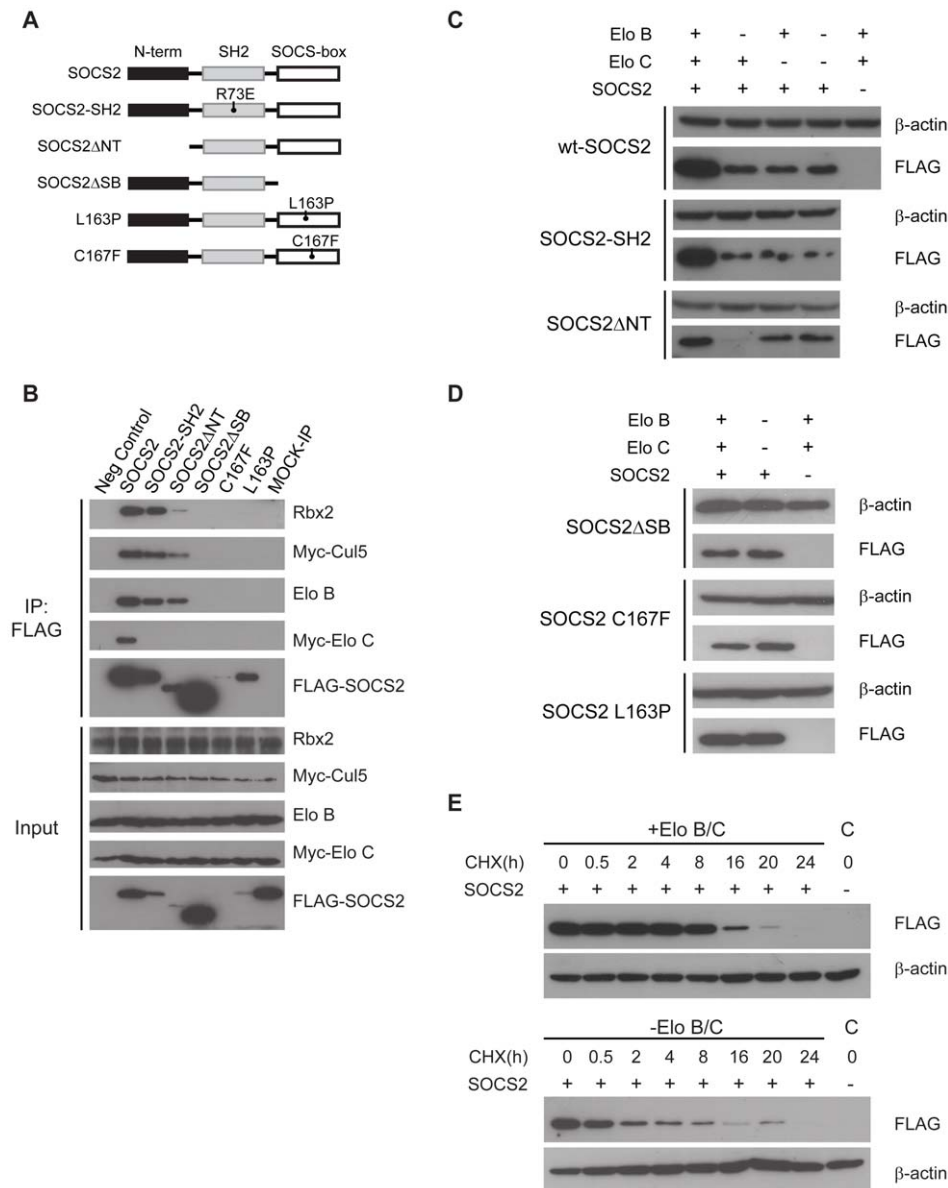 A
N-term SH2 SOCS-box
SOCS2
R73E
SOCS2-SH2
SOCS2ΔNT
SOCS2ΔSB
L163P
L163P
C167F
C167F
B
Neg Control
SOCS2
SOCS2-SH2
SOCS2ΔNT
SOCS2ΔSB
C167F
L163P
MOCK-IP
IP:
FLAG
Rbx2
Myc-Cul5
Elo B
Myc-Elo C
FLAG-SOCS2
Input
Rbx2
Myc-Cul5
Elo B
Myc-Elo C
FLAG-SOCS2
C
Elo B + - + - +
Elo C + + - - +
SOCS2 + + + + -
wt-SOCS2
β-actin
FLAG
SOCS2-SH2
β-actin
FLAG
SOCS2ΔNT
β-actin
FLAG
D
Elo B + - +
Elo C + - +
SOCS2 + + -
SOCS2ΔSB
β-actin
FLAG
SOCS2 C167F
β-actin
FLAG
SOCS2 L163P
β-actin
FLAG
E
+Elo B/C C
CHX(h) 0 0.5 2 4 8 16 20 24 0
SOCS2 + + + + + + + + -
FLAG
β-actin
-Elo B/C C
CHX(h) 0 0.5 2 4 8 16 20 24 0
SOCS2 + + + + + + + + -
FLAG
β-actin